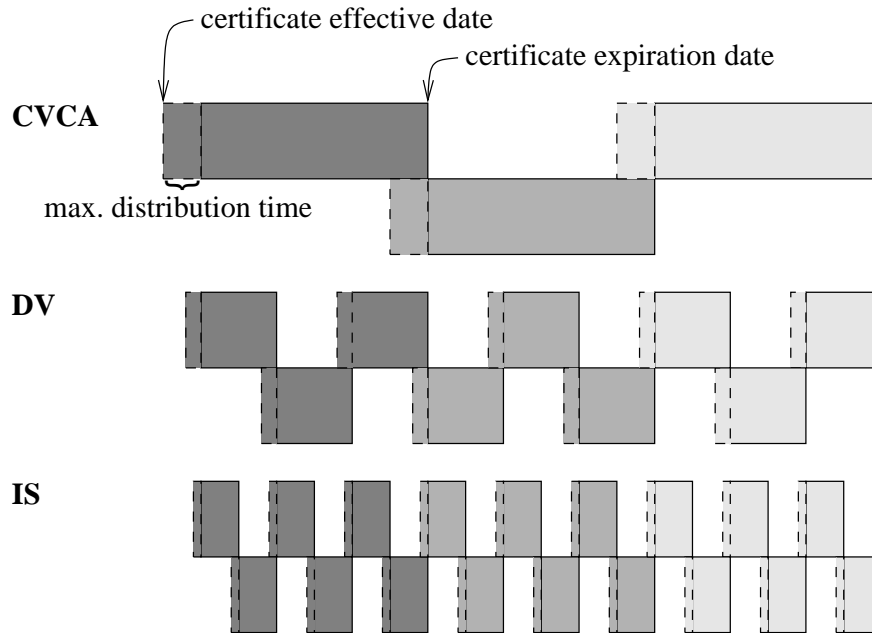 certificate effective date
certificate expiration date
CVCA
max. distribution time
DV
IS